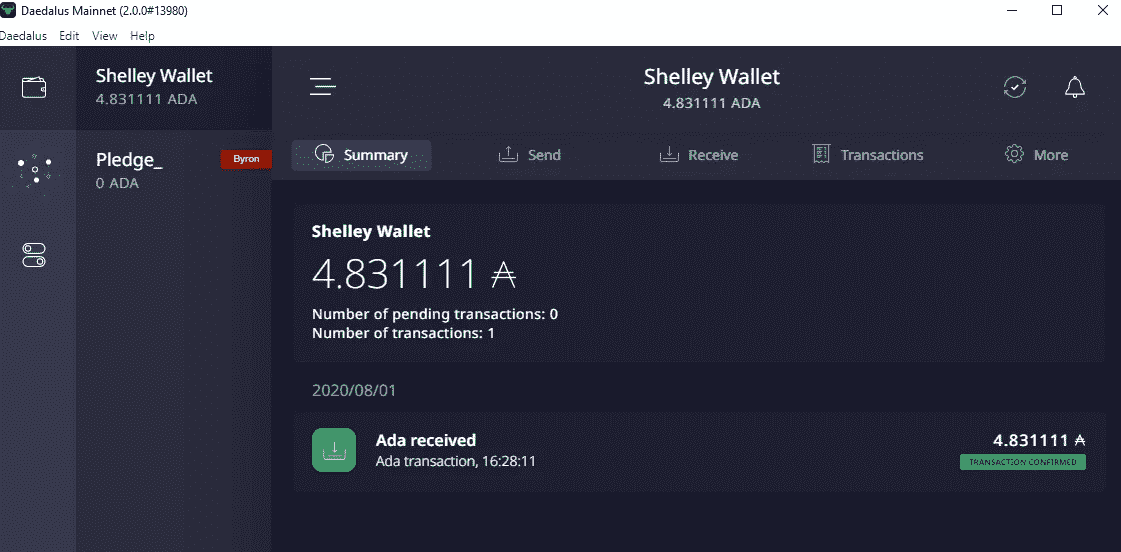 Daedalus Mainnet (2.0.0#13980)
Daedalus Edit View Help
Shelley Wallet
4.831111 ADA
Pledge_
Byron
0 ADA
Shelley Wallet
4.831111 ADA
Summary Send Receive Transactions More
Shelley Wallet
4.831111 ₳
Number of pending transactions: 0
Number of transactions: 1
2020/08/01
Ada received
4.831111 ₳
Ada transaction, 16:28:11
TRANSACTION CONFIRMED